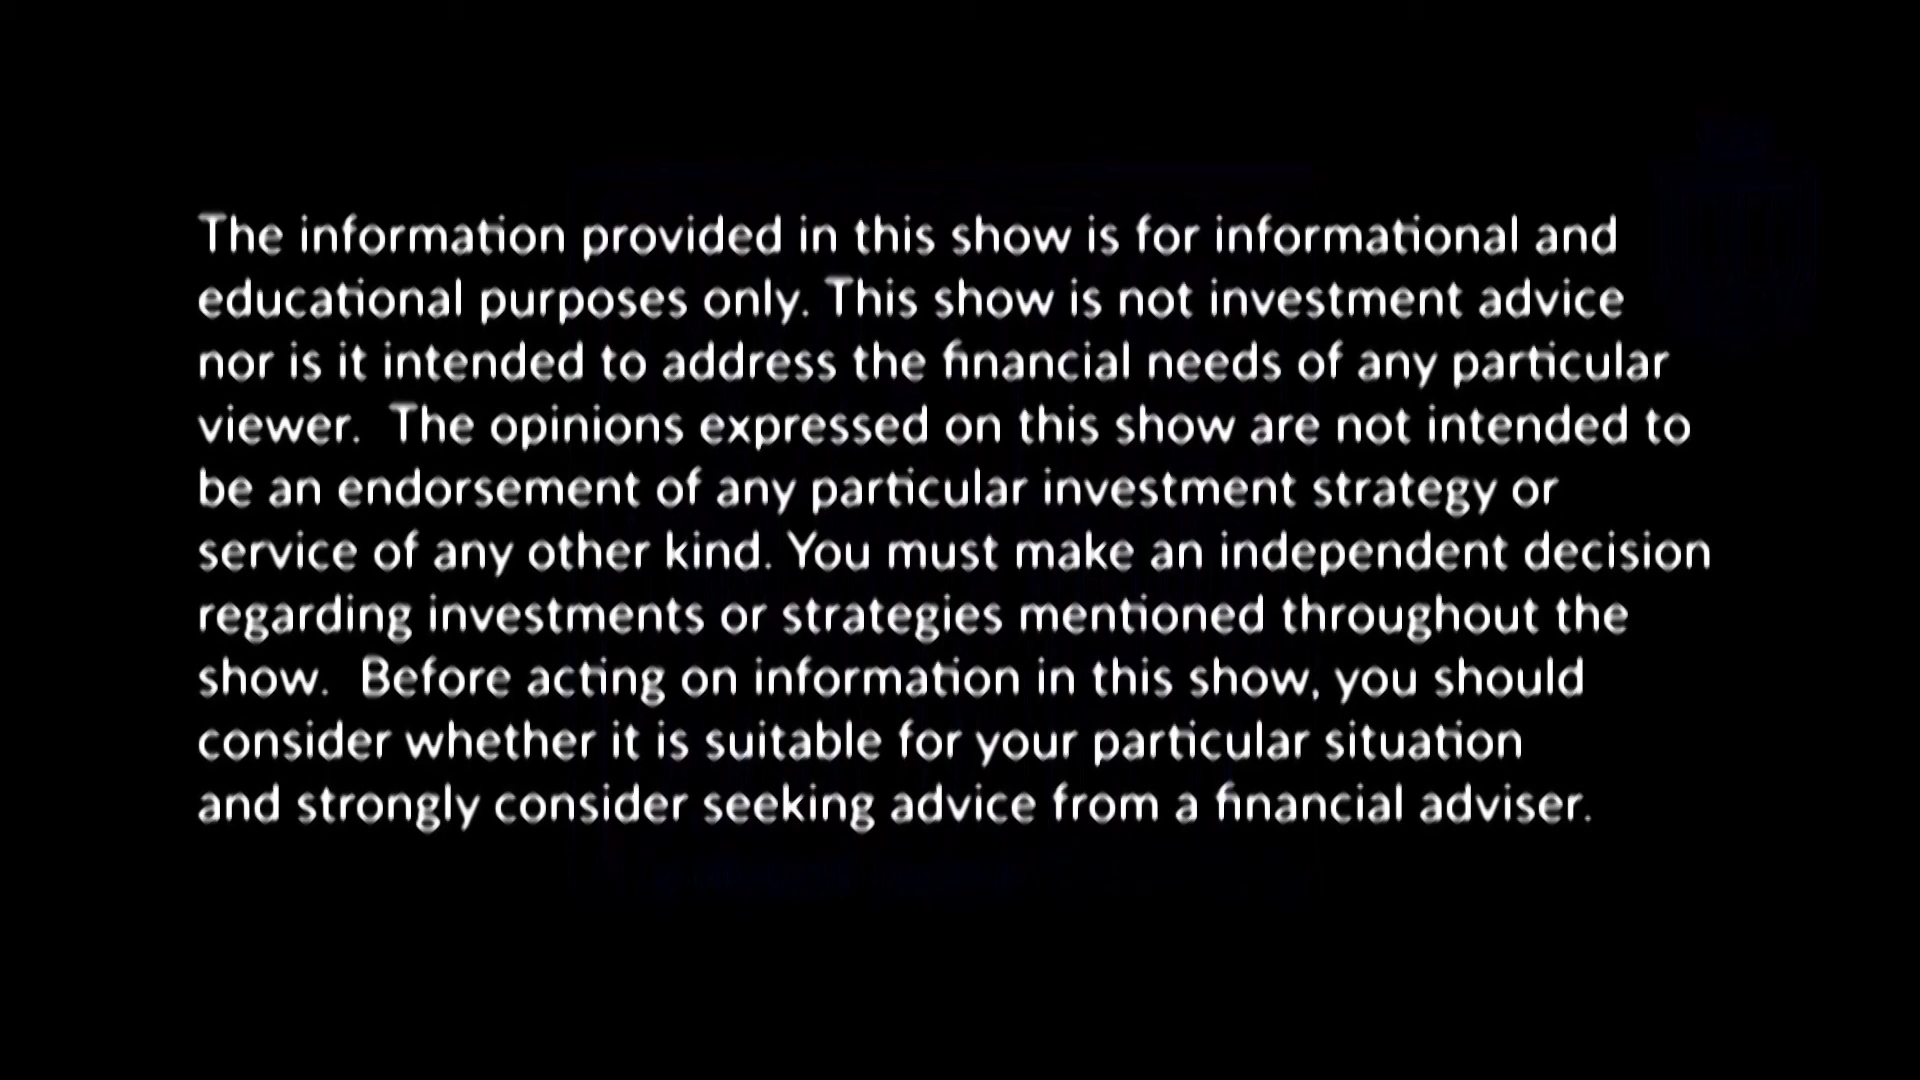 The information provided in this show is for informational and
educational purposes only. This show is not investment advice
nor is it intended to address the financial needs of any particular
viewer.  The opinions expressed on this show are not intended to
be an endorsement of any particular investment strategy or
service of any other kind. You must make an independent decision
regarding investments or strategies mentioned throughout the
show.  Before acting on information in this show, you should
consider whether it is suitable for your particular situation
and strongly consider seeking advice from a financial adviser.